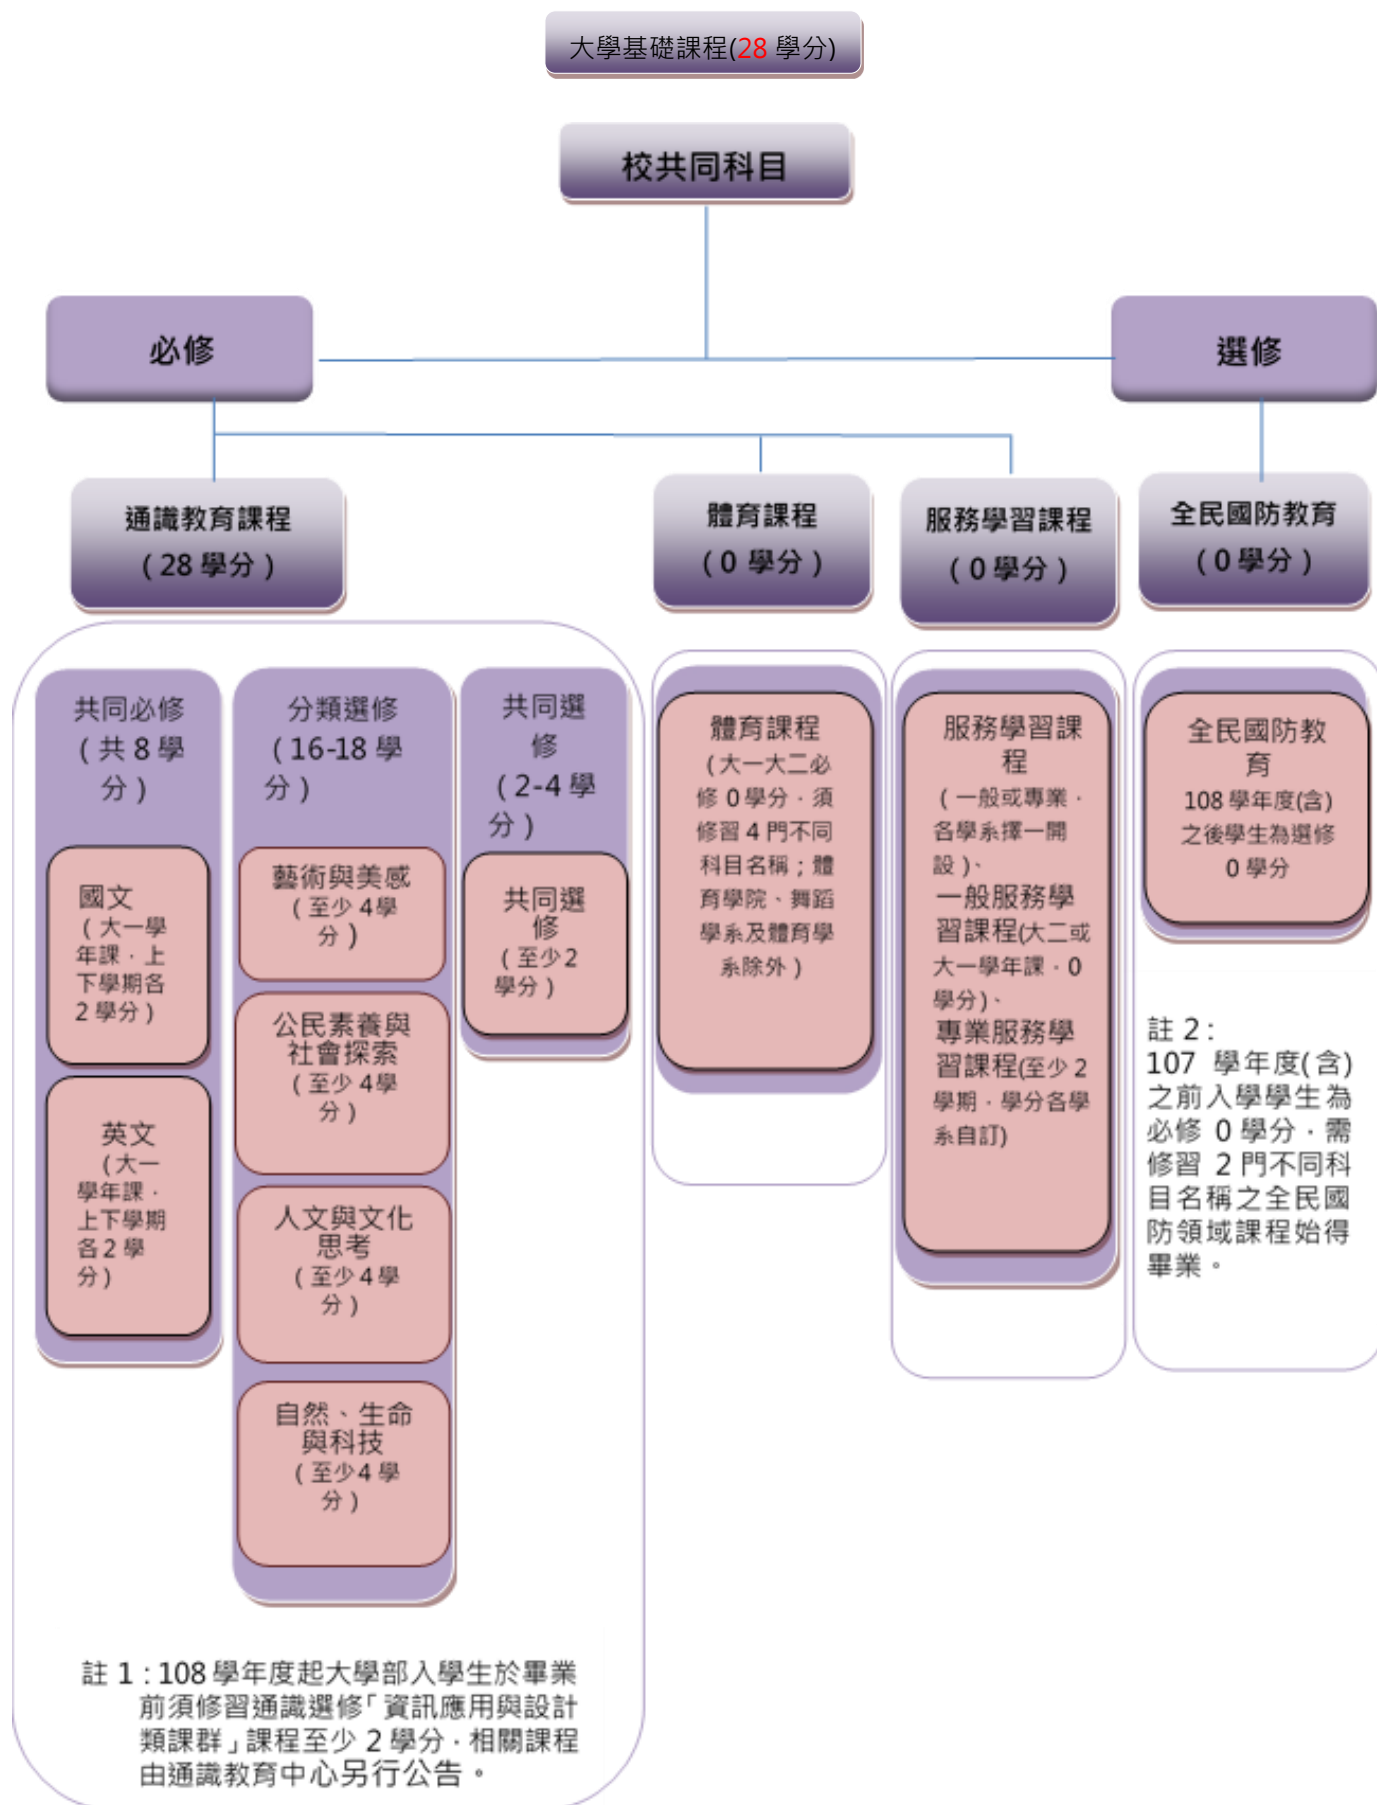 大學基礎課程(28 學分)
校共同科目
必修
選修
通識教育課程
(28 學分)
體育課程
(0 學分)
服務學習課程
(0 學分)
全民國防教育
(0 學分)
共同必修
(共 8 學
分)
國文
(大一學
年課，上
下學期各
2 學分)
英文
(大一
學年課，
上下學期
各 2 學
分)
分類選修
(16-18 學
分)
藝術與美感
(至少 4 學
分)
公民素養與
社會探索
(至少 4 學
分)
人文與文化
思考
(至少 4 學
分)
自然、生命
與科技
(至少 4 學
分)
共同選
修
(2-4 學
分)
共同選
修
(至少 2
學分)
體育課程
(大一大二必
修 0 學分，須
修習 4 門不同
科目名稱；體
育學院、舞蹈
學系及體育學
系除外)
服務學習課
程
(一般或專業，
各學系擇一開
設)、
一般服務學
習課程(大二或
大一學年課，0
學分)、
專業服務學
習課程(至少 2
學期，學分各學
系自訂)
全民國防教
育
108 學年度(含)
之後學生為選修
0 學分
註 2：
107 學年度(含)
之前入學學生為
必修 0 學分，需
修習 2 門不同科
目名稱之全民國
防領域課程始得
畢業。
註 1：108 學年度起大學部入學生於畢業
前須修習通識選修「資訊應用與設計
類課群」課程至少 2 學分，相關課程
由通識教育中心另行公告。